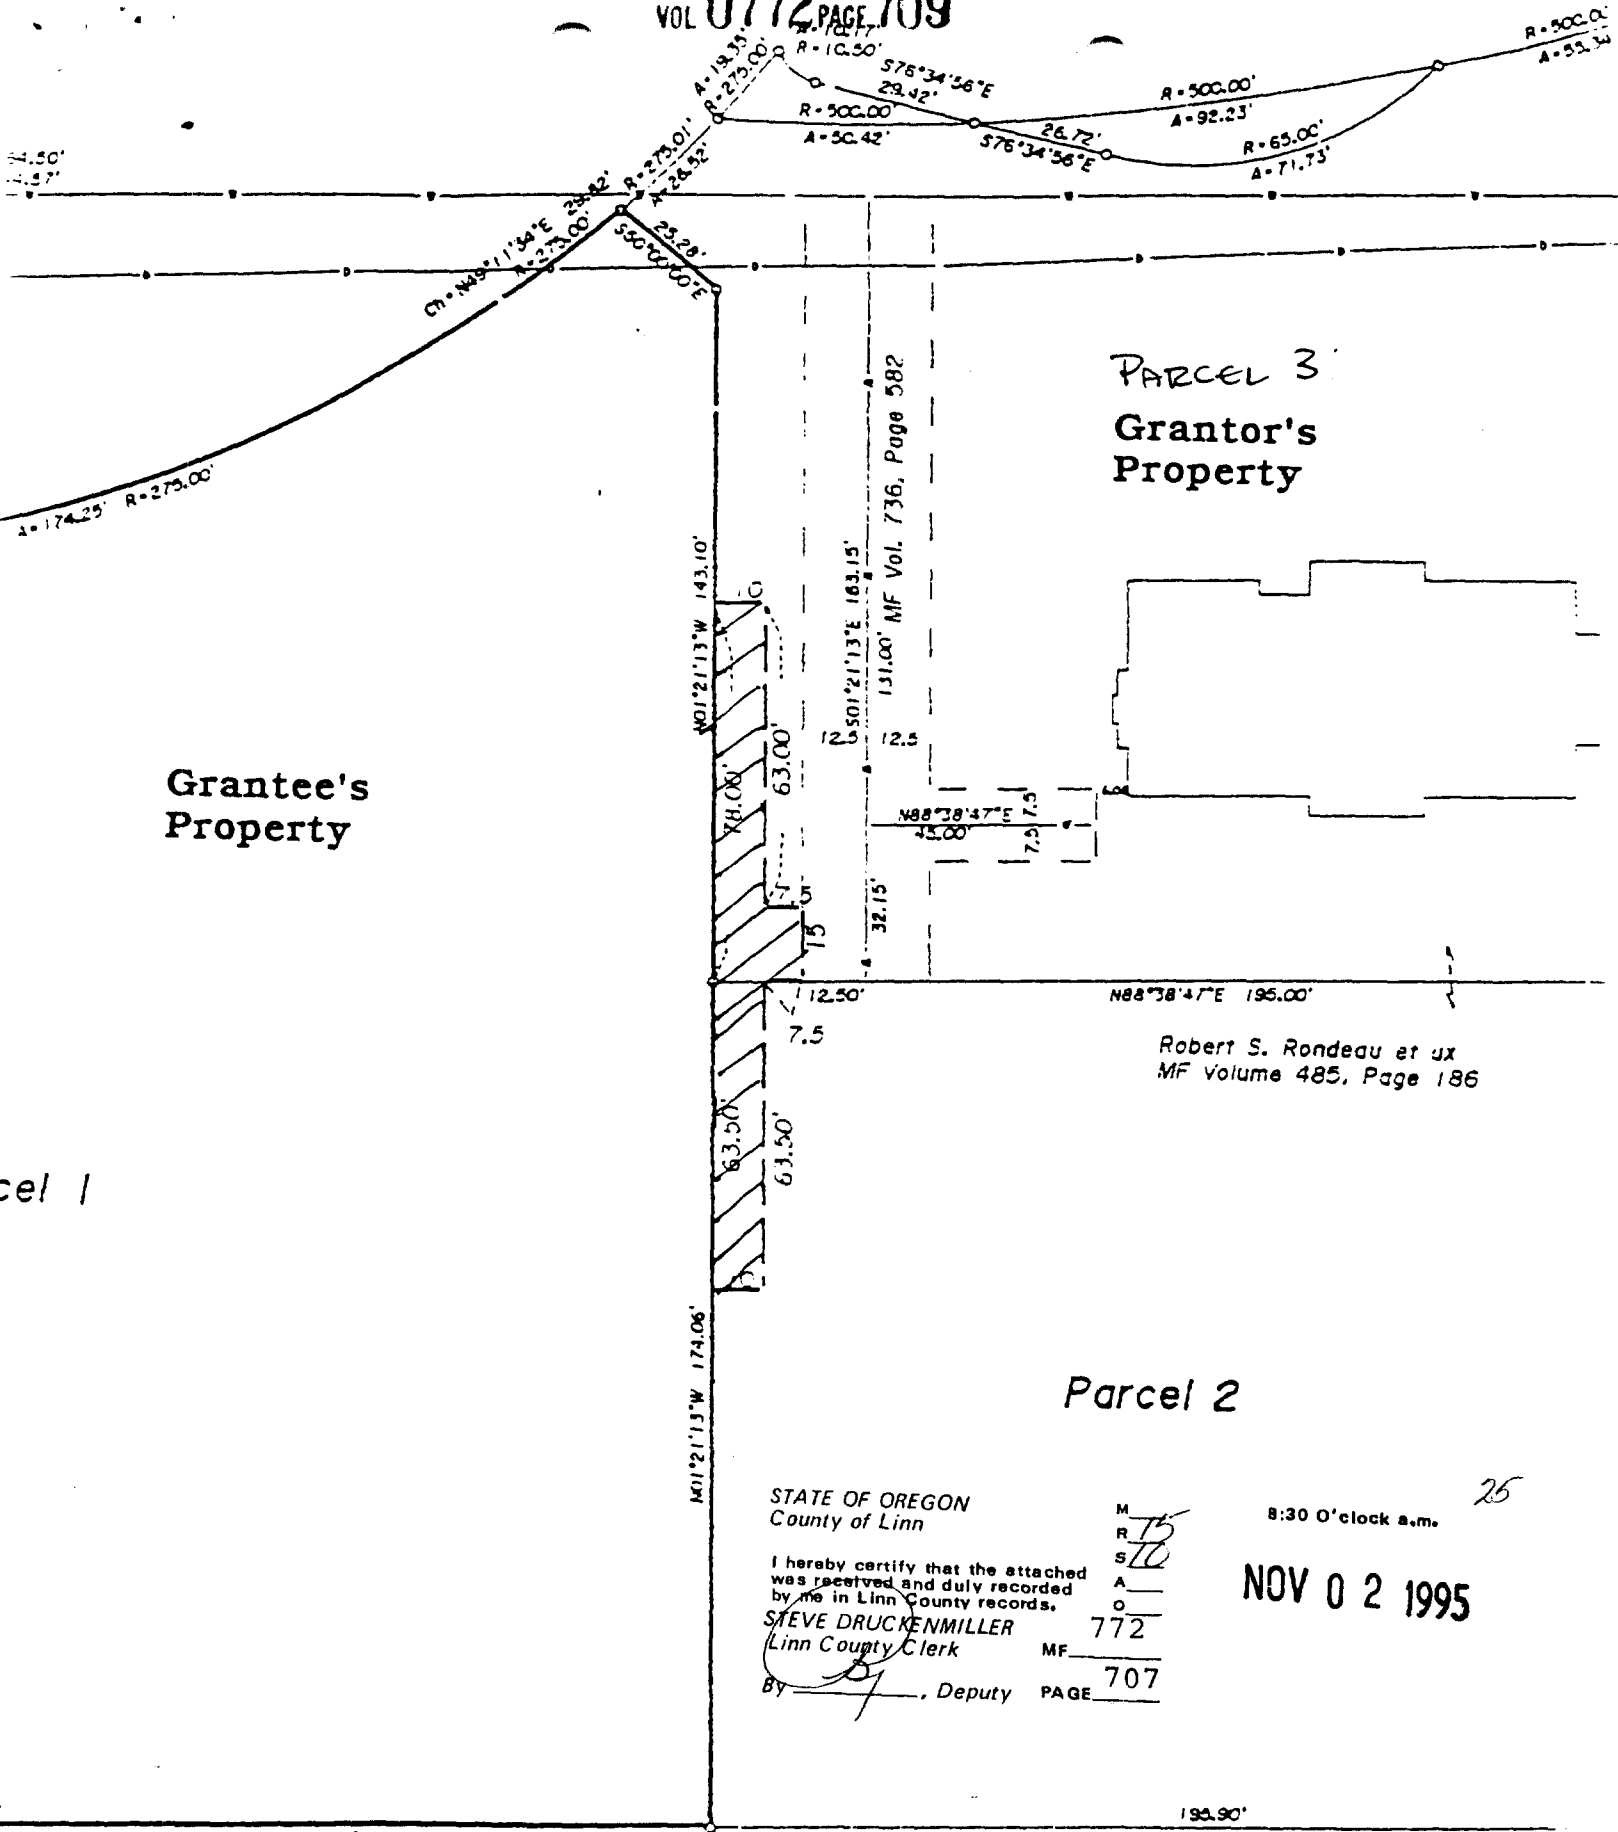 VOL 0772 PAGE 709
A=19.35'
R=275.00'
R=10.50'
S76°34'56"E
29.42'
R=500.00'
A=50.42'
R=500.00'
A=92.23'
26.72'
S76°34'56"E
R=65.00'
A=71.73'
R=275.01'
A=26.52'
Ch=N49°11'34"E
R=275.00'
25.28'
S50°00'00"E
A=174.25' R=275.00'
PARCEL 3
Grantor's
Property
MF Vol. 736, Page 582
N01°21'13"W 143.10'
S01°21'13"E 163.15'
131.00'
12.5 12.5
63.00'
78.00'
Grantee's
Property
N88°38'47"E
45.00'
7.5 7.5
32.15'
7.5
15
12.50'
7.5
N88°38'47"E 195.00'
Robert S. Rondeau et ux
MF Volume 485, Page 186
63.50'
63.50'
cel 1
N01°21'13"W 174.06'
Parcel 2
STATE OF OREGON
County of Linn
I hereby certify that the attached
was received and duly recorded
by me in Linn County records.
STEVE DRUCKENMILLER
Linn County Clerk
By , Deputy
M
R 15
S 10
A
O
772
MF
707
PAGE
8:30 O'clock a.m.
25
NOV 02 1995
195.90'